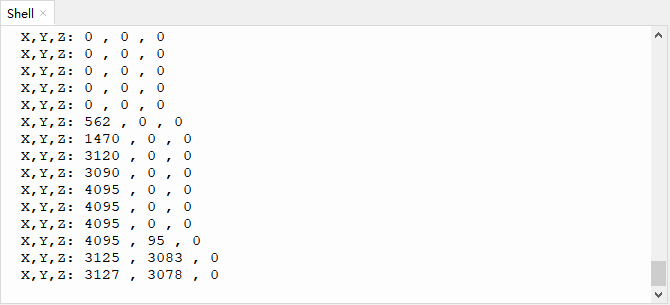 Shell ×
X,Y,Z: 0 , 0 , 0
X,Y,Z: 0 , 0 , 0
X,Y,Z: 0 , 0 , 0
X,Y,Z: 0 , 0 , 0
X,Y,Z: 0 , 0 , 0
X,Y,Z: 562 , 0 , 0
X,Y,Z: 1470 , 0 , 0
X,Y,Z: 3120 , 0 , 0
X,Y,Z: 3090 , 0 , 0
X,Y,Z: 4095 , 0 , 0
X,Y,Z: 4095 , 0 , 0
X,Y,Z: 4095 , 0 , 0
X,Y,Z: 4095 , 95 , 0
X,Y,Z: 3125 , 3083 , 0
X,Y,Z: 3127 , 3078 , 0